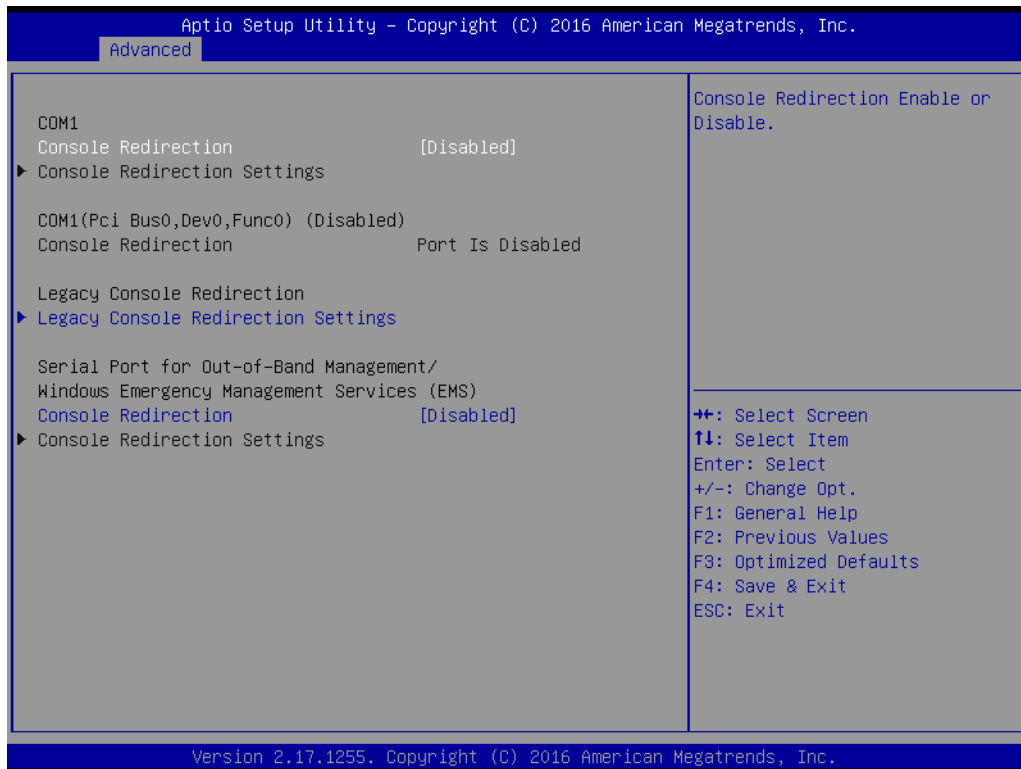 Aptio Setup Utility – Copyright (C) 2016 American Megatrends, Inc.
Advanced
COM1
Console Redirection [Disabled]
▶ Console Redirection Settings
COM1(Pci Bus0,Dev0,Func0) (Disabled)
Console Redirection Port Is Disabled
Legacy Console Redirection
▶ Legacy Console Redirection Settings
Serial Port for Out-of-Band Management/
Windows Emergency Management Services (EMS)
Console Redirection [Disabled]
▶ Console Redirection Settings
Console Redirection Enable or
Disable.
→←: Select Screen
↑↓: Select Item
Enter: Select
+/-: Change Opt.
F1: General Help
F2: Previous Values
F3: Optimized Defaults
F4: Save & Exit
ESC: Exit
Version 2.17.1255. Copyright (C) 2016 American Megatrends, Inc.